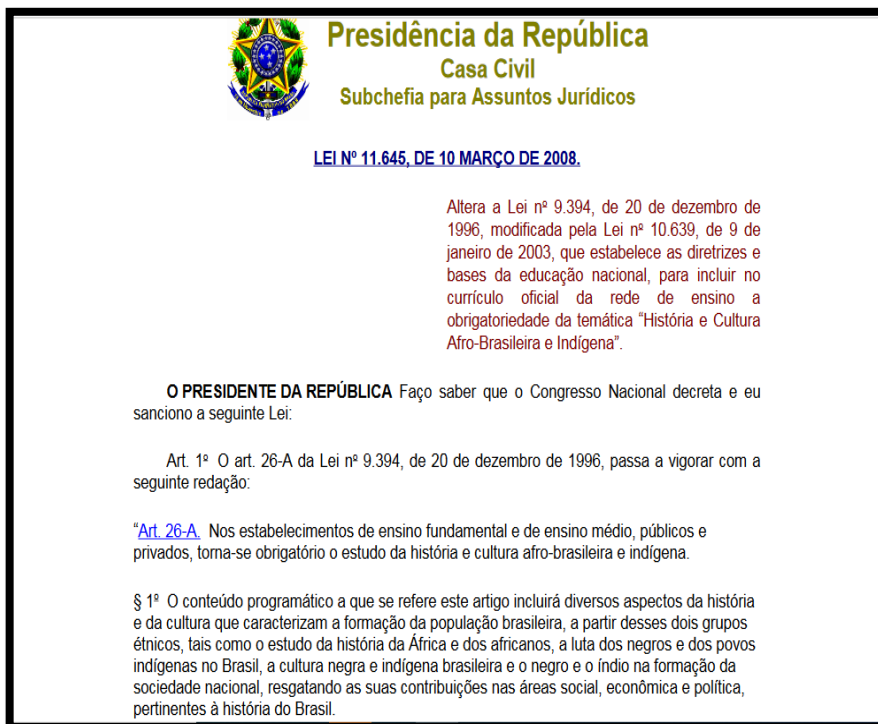 Presidência da República
Casa Civil
Subchefia para Assuntos Jurídicos
LEI Nº 11.645, DE 10 MARÇO DE 2008.
Altera a Lei nº 9.394, de 20 de dezembro de
1996, modificada pela Lei nº 10.639, de 9 de
janeiro de 2003, que estabelece as diretrizes e
bases da educação nacional, para incluir no
currículo oficial da rede de ensino a
obrigatoriedade da temática “História e Cultura
Afro-Brasileira e Indígena”.
O PRESIDENTE DA REPÚBLICA Faço saber que o Congresso Nacional decreta e eu
sanciono a seguinte Lei:
Art. 1º O art. 26-A da Lei nº 9.394, de 20 de dezembro de 1996, passa a vigorar com a
seguinte redação:
“Art. 26-A. Nos estabelecimentos de ensino fundamental e de ensino médio, públicos e
privados, torna-se obrigatório o estudo da história e cultura afro-brasileira e indígena.
§ 1º O conteúdo programático a que se refere este artigo incluirá diversos aspectos da história
e da cultura que caracterizam a formação da população brasileira, a partir desses dois grupos
étnicos, tais como o estudo da história da África e dos africanos, a luta dos negros e dos povos
indígenas no Brasil, a cultura negra e indígena brasileira e o negro e o índio na formação da
sociedade nacional, resgatando as suas contribuições nas áreas social, econômica e política,
pertinentes à história do Brasil.